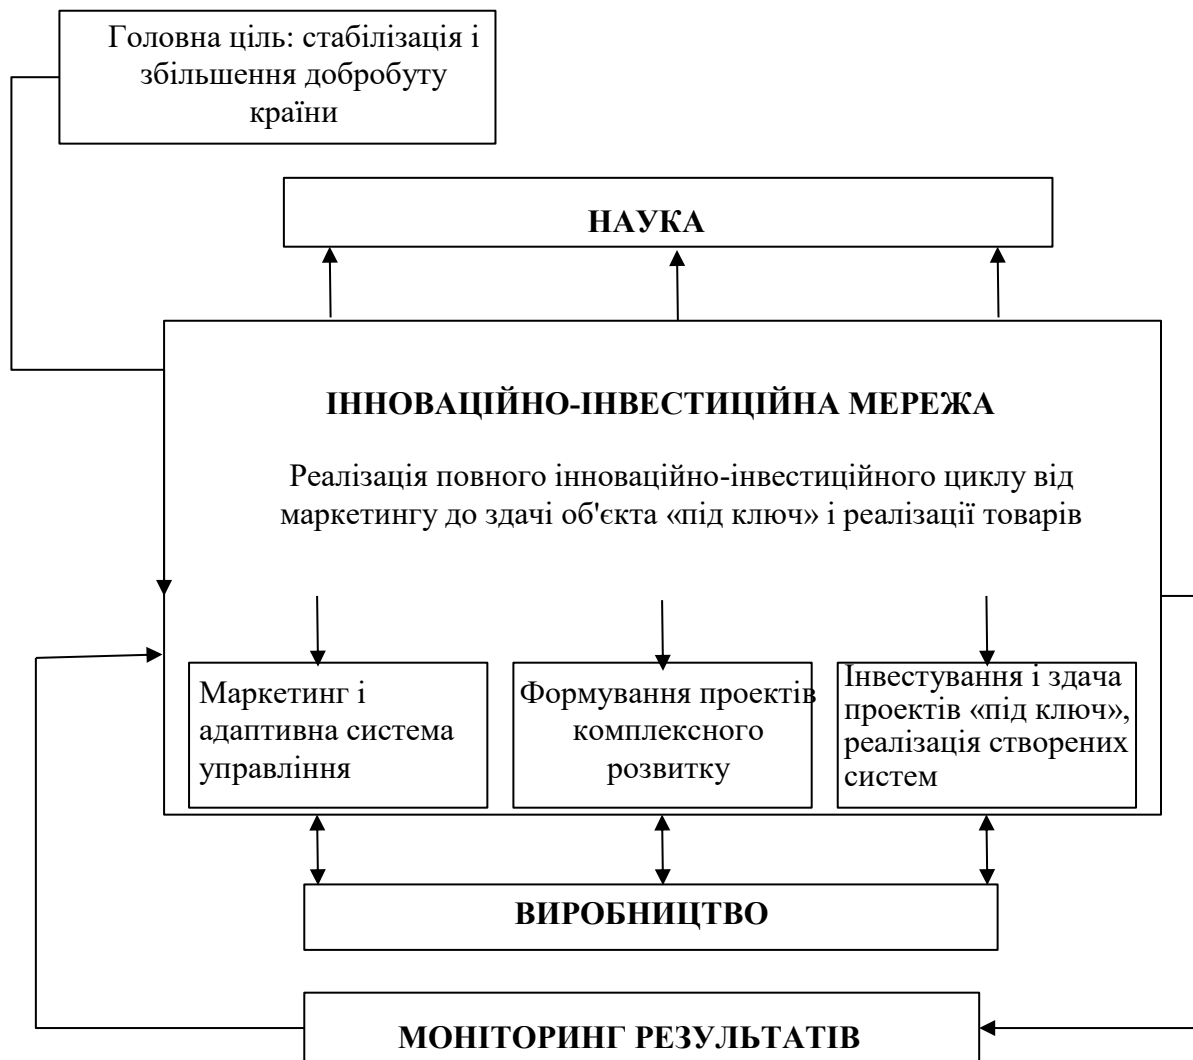 Головна ціль: стабілізація і
збільшення добробуту
країни
НАУКА
ІННОВАЦІЙНО-ІНВЕСТИЦІЙНА МЕРЕЖА
Реалізація повного інноваційно-інвестиційного циклу від
маркетингу до здачі об'єкта «під ключ» і реалізації товарів
Маркетинг і
адаптивна система
управління
Формування проектів
комплексного
розвитку
Інвестування і здача
проектів «під ключ»,
реалізація створених
систем
ВИРОБНИЦТВО
МОНІТОРИНГ РЕЗУЛЬТАТІВ